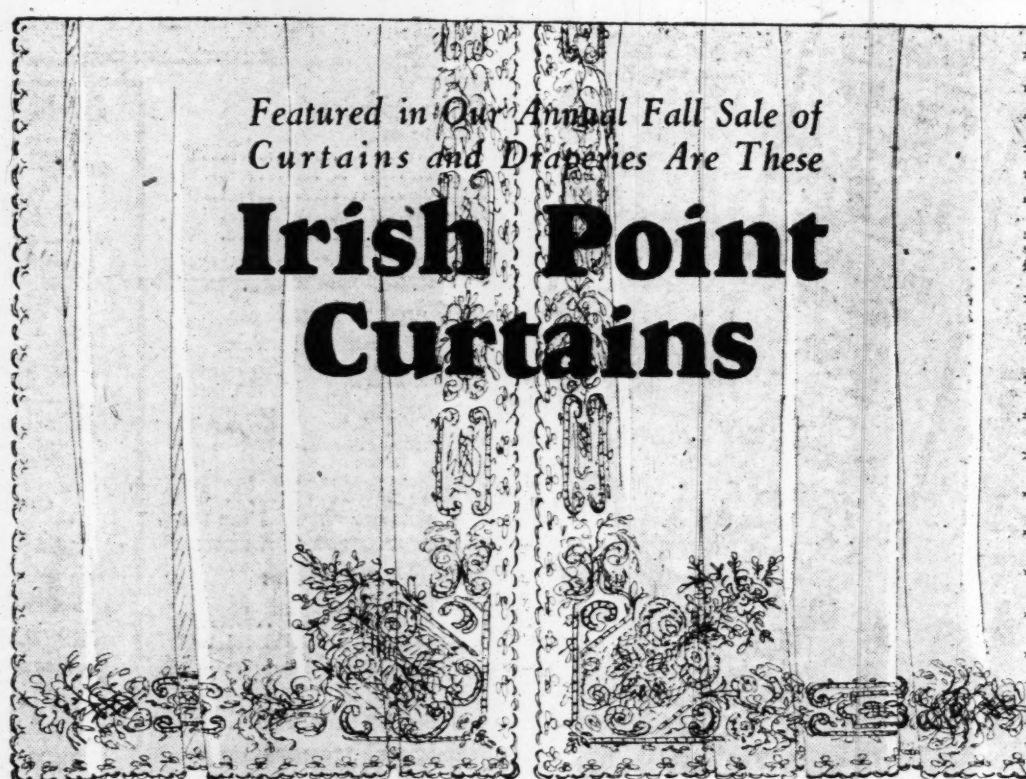 Featured in Our Annual Fall Sale of
Curtains and Draperies Are These
Irish Point
Curtains